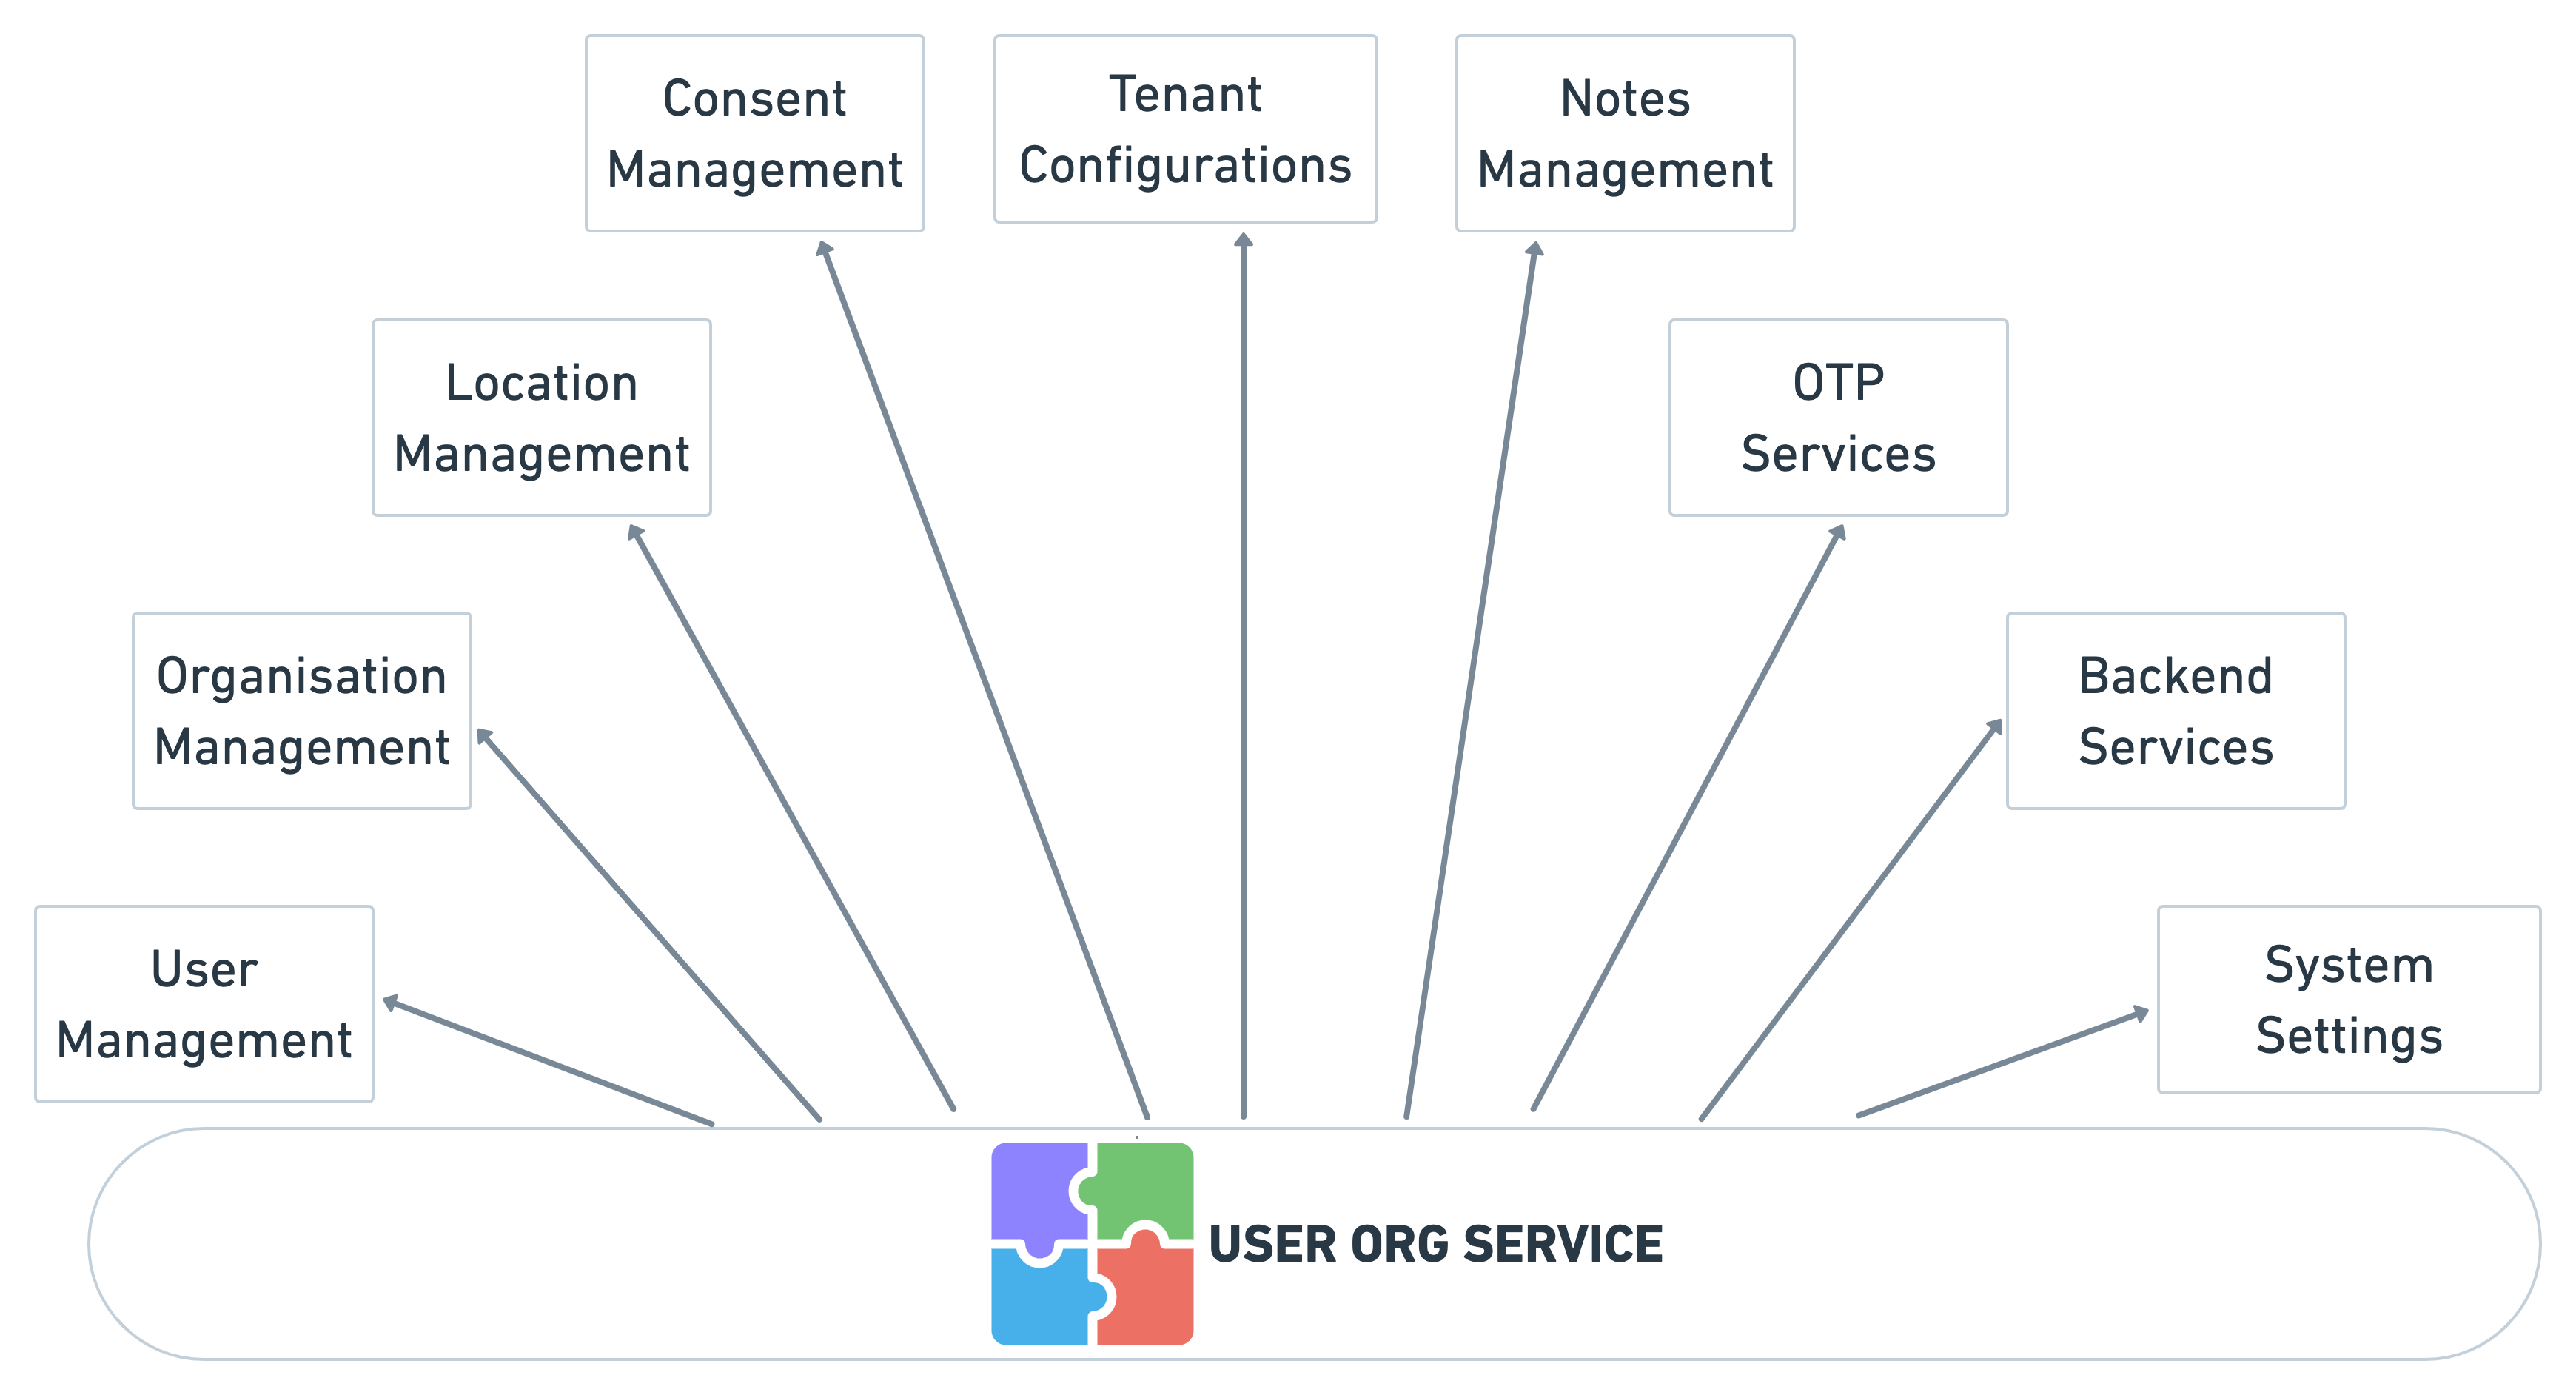 Consent
Management
Tenant
Configurations
Notes
Management
Location
Management
OTP
Services
Organisation
Management
Backend
Services
User
Management
System
Settings
USER ORG SERVICE